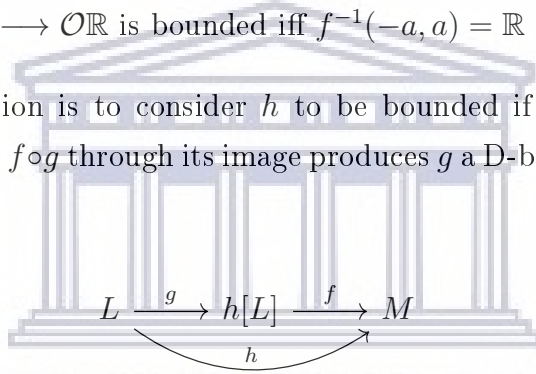 ⟶ 𝒪ℝ is bounded iff f⁻¹(−a, a) = ℝ
ion is to consider h to be bounded if
f∘g through its image produces g a D-b
L —g→ h[L] —f→ M
h